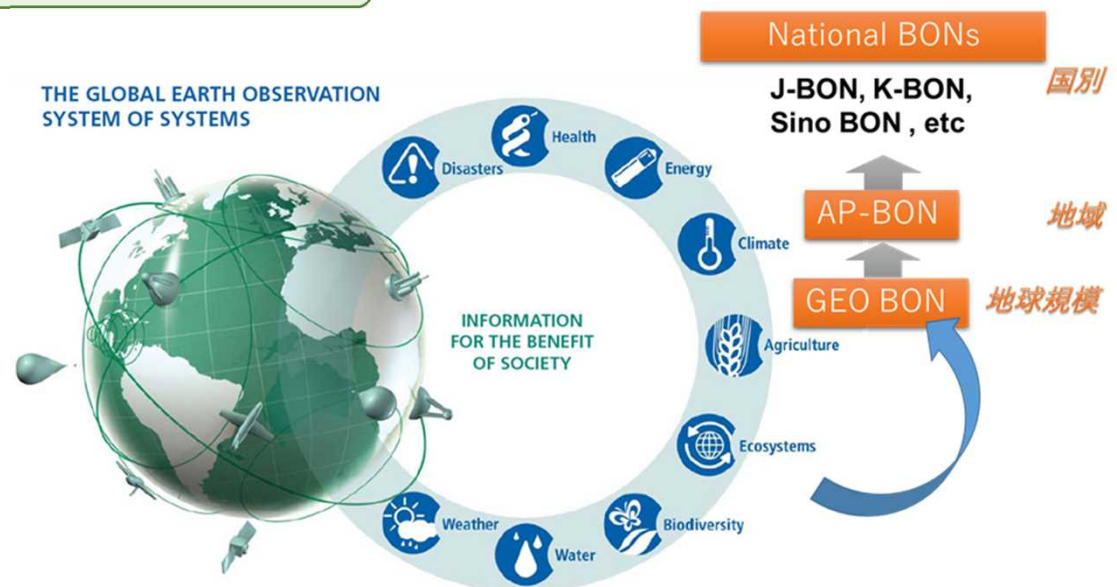 THE GLOBAL EARTH OBSERVATION
SYSTEM OF SYSTEMS
Disasters
Health
Energy
Climate
Agriculture
Ecosystems
Biodiversity
Water
Weather
INFORMATION
FOR THE BENEFIT
OF SOCIETY
National BONs
国別
J-BON, K-BON,
Sino BON , etc
AP-BON
地域
GEO BON
地球規模